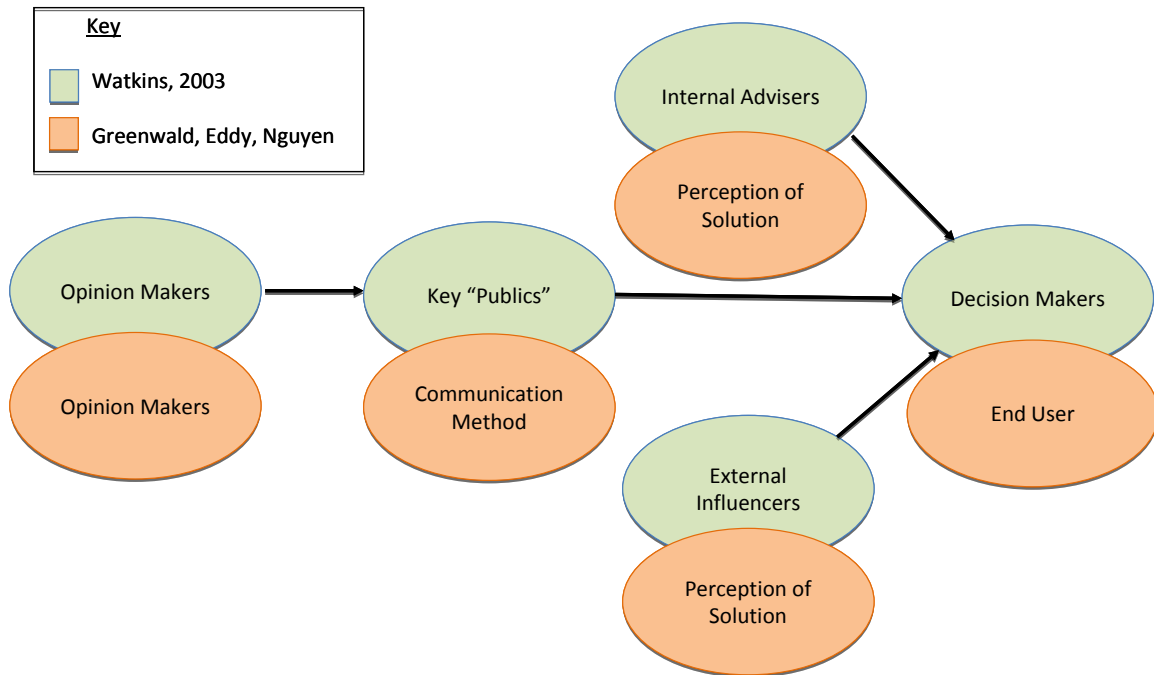 Key
Watkins, 2003
Greenwald, Eddy, Nguyen
Internal Advisers
Perception of
Solution
Opinion Makers
Opinion Makers
Key “Publics”
Communication
Method
Decision Makers
End User
External
Influencers
Perception of
Solution